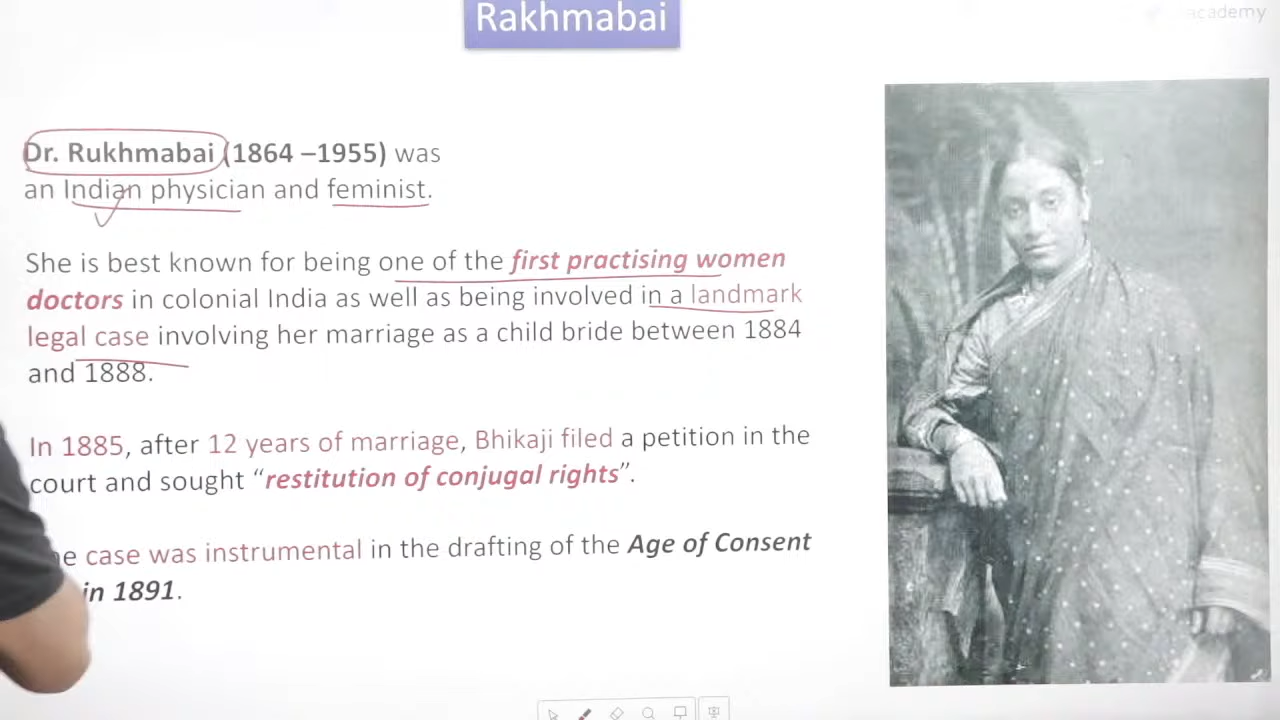 Rakhmabai
academy
Dr. Rukhmabai (1864 –1955) was
an Indian physician and feminist.
She is best known for being one of the first practising women
doctors in colonial India as well as being involved in a landmark
legal case involving her marriage as a child bride between 1884
and 1888.
In 1885, after 12 years of marriage, Bhikaji filed a petition in the
court and sought “restitution of conjugal rights”.
case was instrumental in the drafting of the Age of Consent
in 1891.